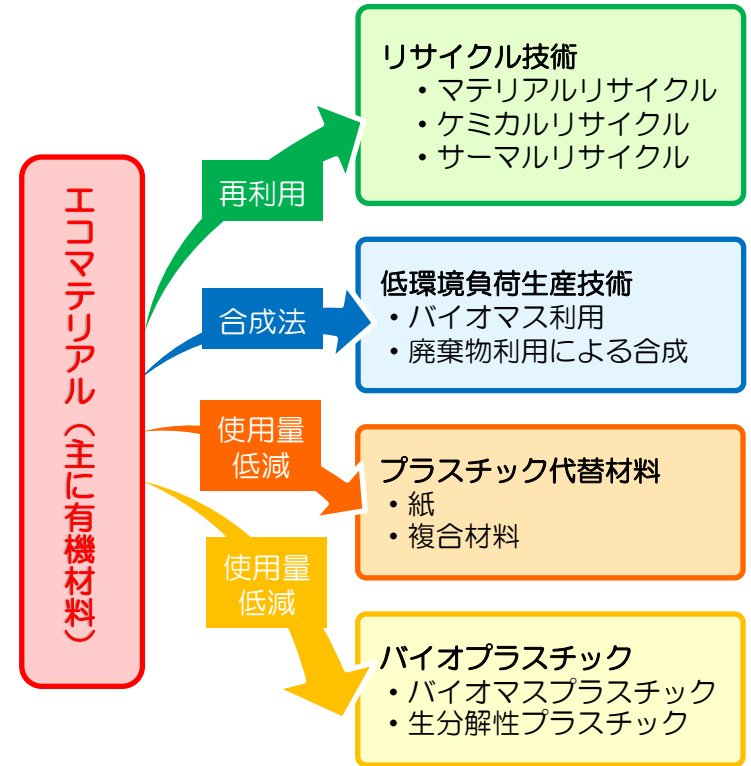 エコマテリアル（主に有機材料）
再利用
リサイクル技術
・マテリアルリサイクル
・ケミカルリサイクル
・サーマルリサイクル
合成法
低環境負荷生産技術
・バイオマス利用
・廃棄物利用による合成
使用量
低減
プラスチック代替材料
・紙
・複合材料
使用量
低減
バイオプラスチック
・バイオマスプラスチック
・生分解性プラスチック